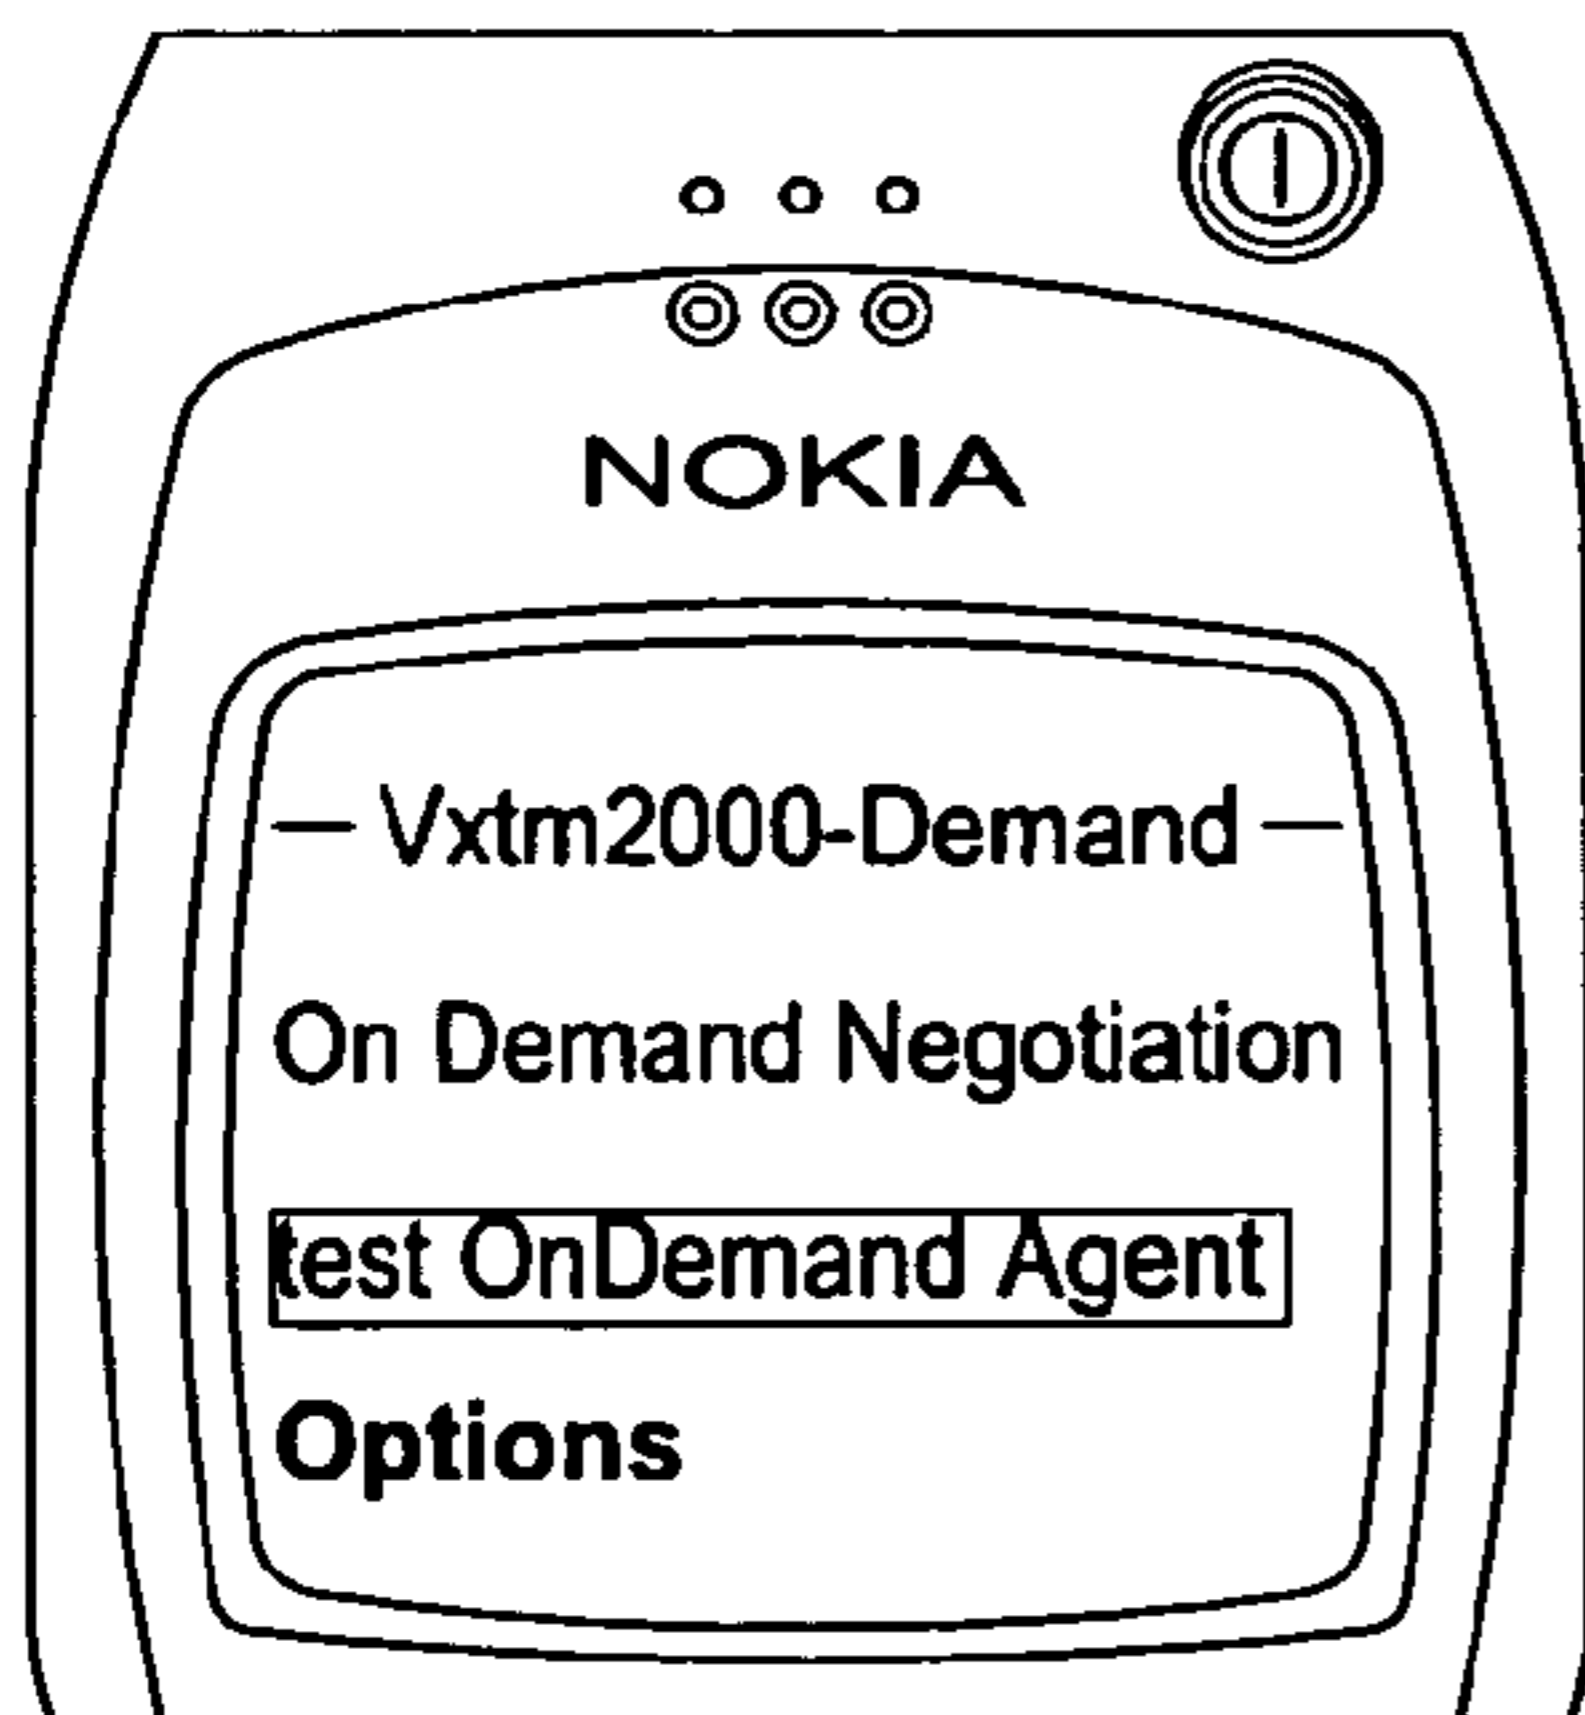 NOKIA
— Vxtm2000-Demand —
On Demand Negotiation
test OnDemand Agent
Options